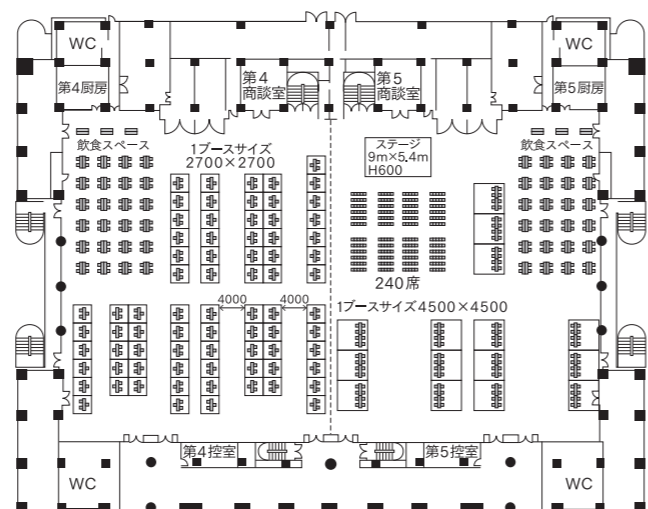 WC
WC
第4厨房
第4
商談室
第5
商談室
第5厨房
飲食スペース
1ブースサイズ
2700×2700
ステージ
9m×5.4m
H600
飲食スペース
240席
4000
4000
1ブースサイズ4500×4500
第4控室
第5控室
WC
WC